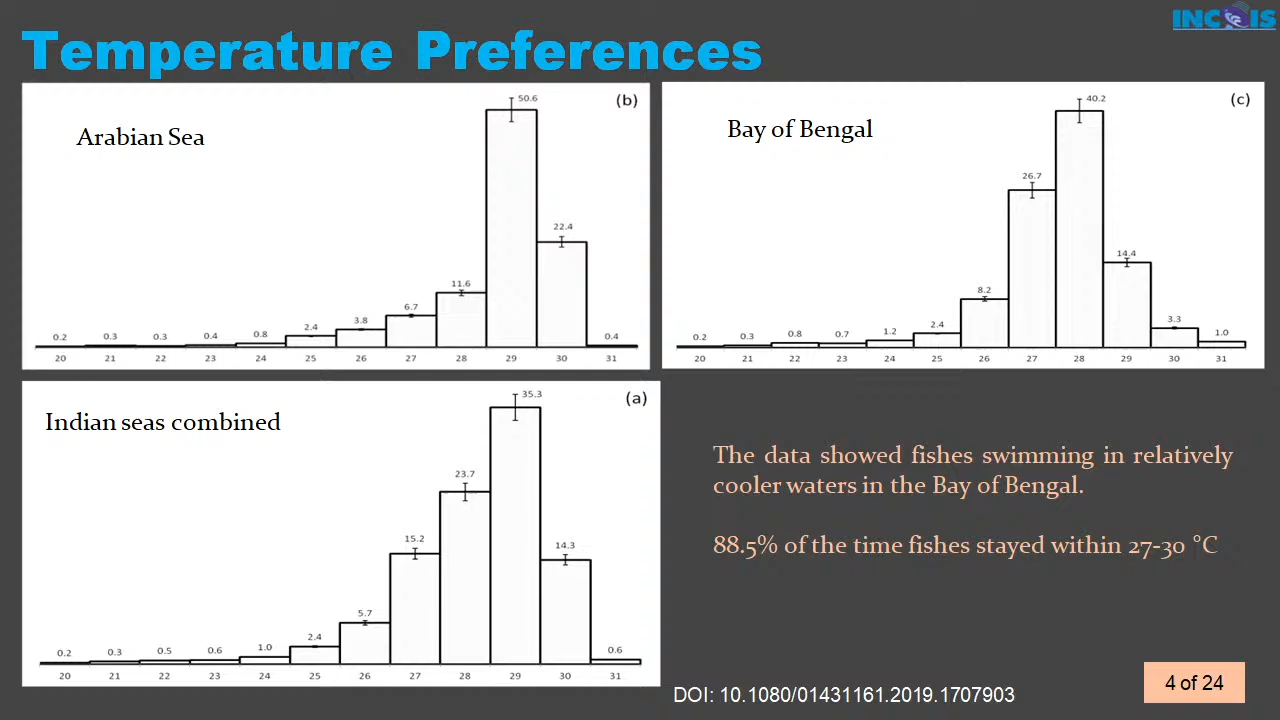 INCOIS
Temperature Preferences
(b)
Arabian Sea
0.2 0.3 0.3 0.4 0.8 2.4 3.8 6.7 11.6 50.6 22.4 0.4
20 21 22 23 24 25 26 27 28 29 30 31
(c)
Bay of Bengal
0.2 0.3 0.8 0.7 1.2 2.4 8.2 26.7 40.2 14.4 3.3 1.0
20 21 22 23 24 25 26 27 28 29 30 31
(a)
Indian seas combined
0.2 0.3 0.5 0.6 1.0 2.4 5.7 15.2 23.7 35.3 14.3 0.6
20 21 22 23 24 25 26 27 28 29 30 31
The data showed fishes swimming in relatively
cooler waters in the Bay of Bengal.
88.5% of the time fishes stayed within 27-30 °C
DOI: 10.1080/01431161.2019.1707903
4 of 24